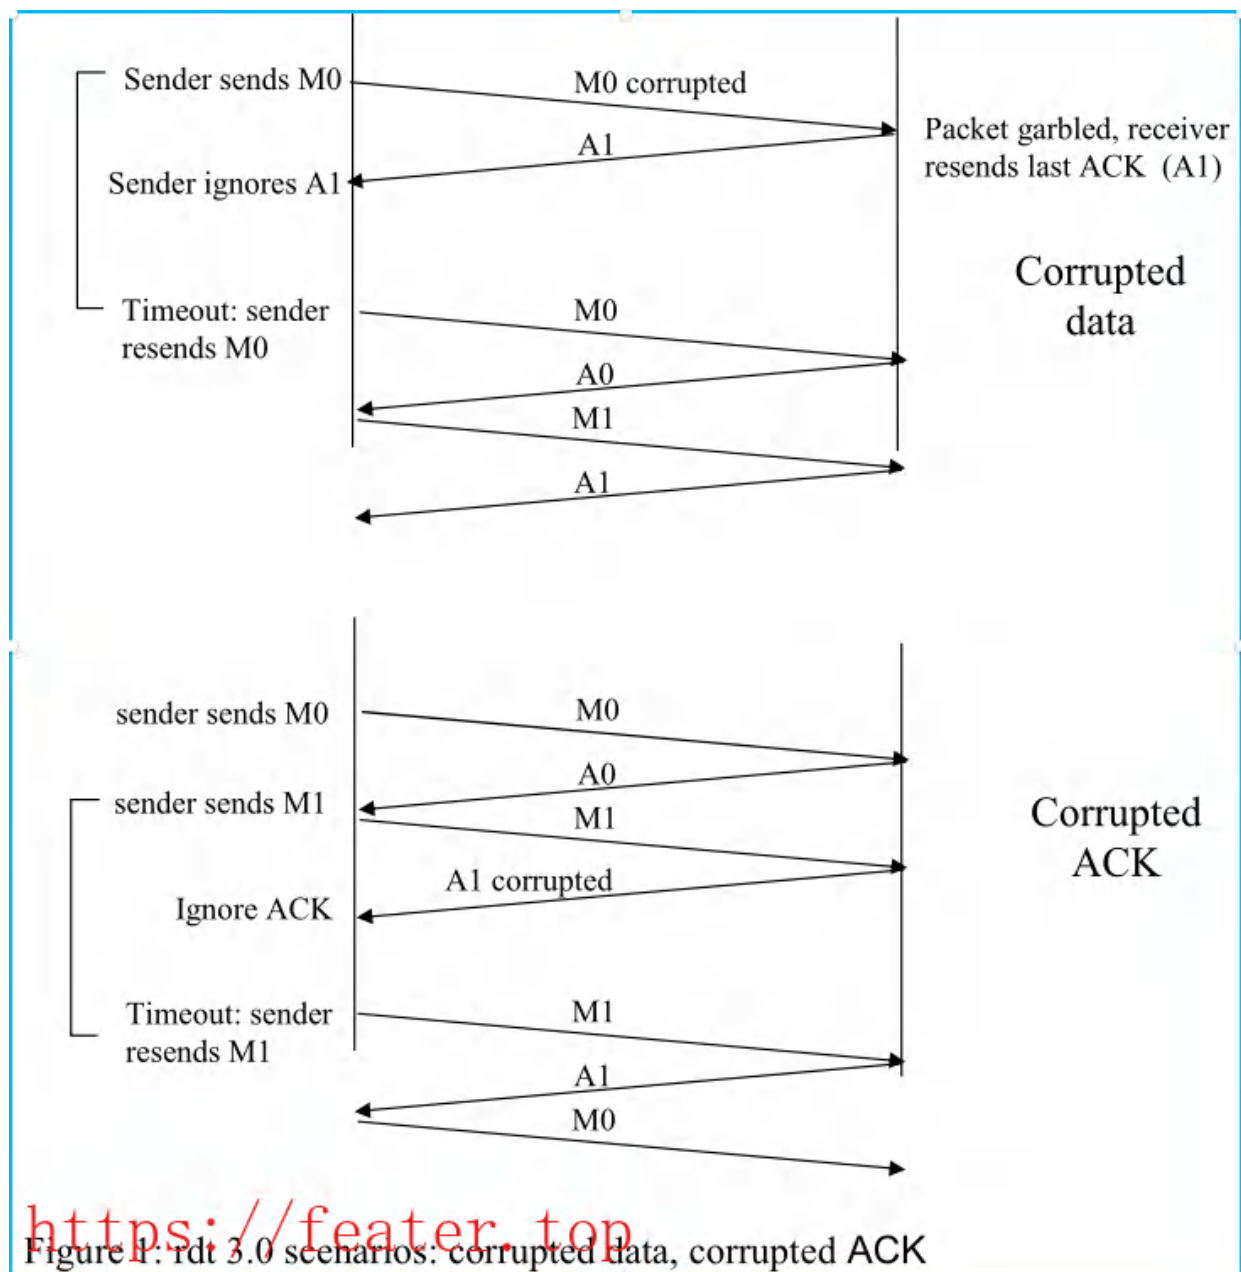 Sender sends M0
M0 corrupted
Packet garbled, receiver
resends last ACK (A1)
A1
Sender ignores A1
Corrupted
data
Timeout: sender
resends M0
M0
A0
M1
A1
sender sends M0
M0
A0
sender sends M1
M1
Corrupted
ACK
A1 corrupted
Ignore ACK
Timeout: sender
resends M1
M1
A1
M0
https://feater.top
Figure 1: rdt 3.0 scenarios: corrupted data, corrupted ACK